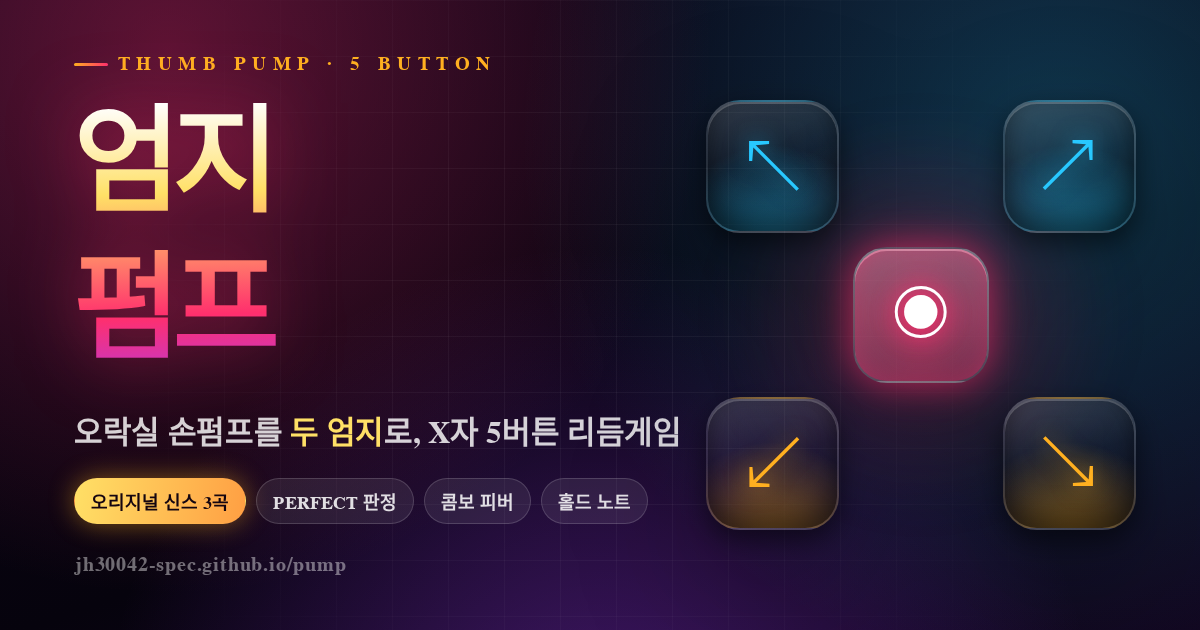 THUMB PUMP · 5 BUTTON
엄지
펌프
오락실 손펌프를 두 엄지로, X자 5버튼 리듬게임
오리지널 신스 3곡
PERFECT 판정
콤보 피버
홀드 노트
jh30042-spec.github.io/pump